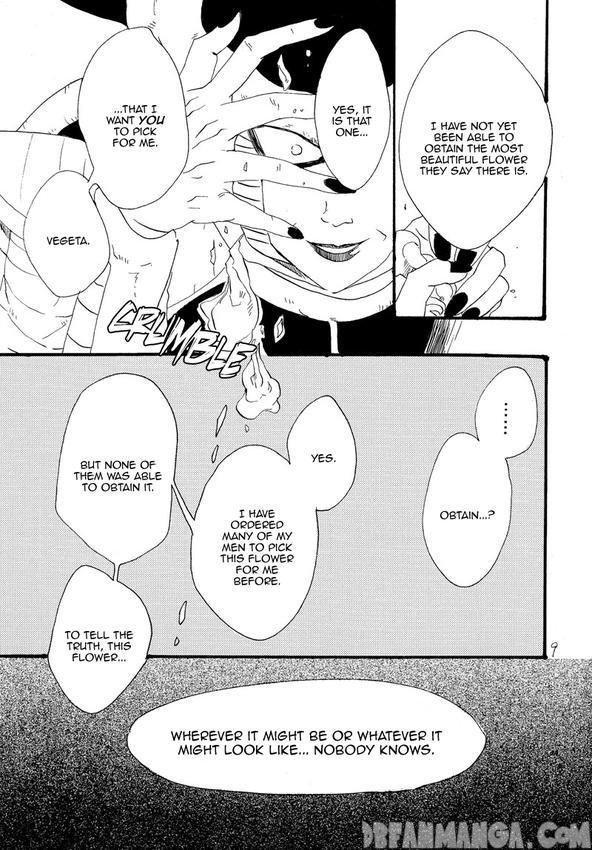 I HAVE NOT YET
BEEN ABLE TO
OBTAIN THE MOST
BEAUTIFUL FLOWER
THEY SAY THERE IS.
YES, IT
IS THAT
ONE...
...THAT I
WANT YOU
TO PICK
FOR ME.
VEGETA.
CRUMBLE
......
OBTAIN...?
YES.
I HAVE
ORDERED
MANY OF MY
MEN TO PICK
THIS FLOWER
FOR ME
BEFORE.
BUT NONE OF
THEM WAS ABLE
TO OBTAIN IT.
TO TELL THE
TRUTH, THIS
FLOWER...
9
WHEREVER IT MIGHT BE OR WHATEVER IT
MIGHT LOOK LIKE... NOBODY KNOWS.
DBFANMANGA.COM